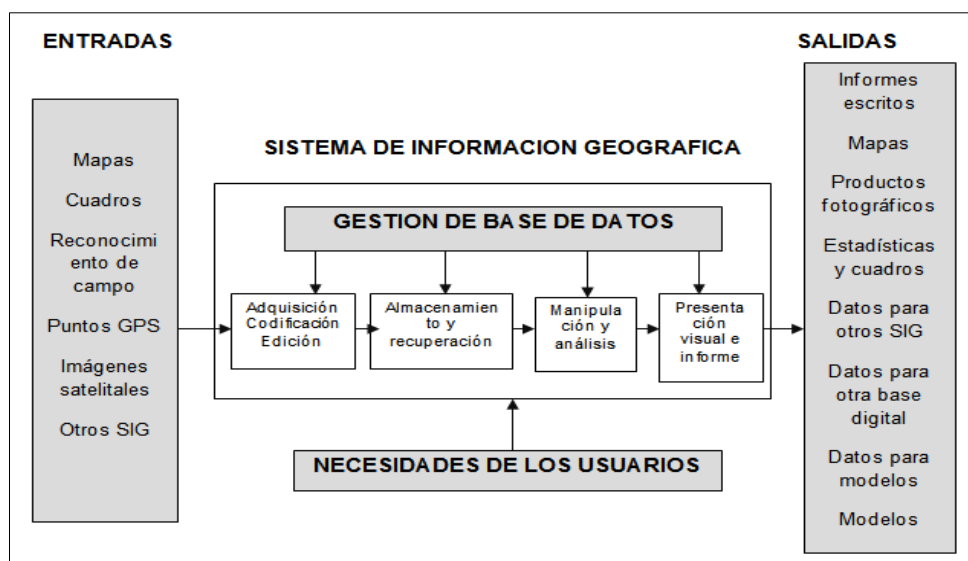 ENTRADAS
Mapas
Cuadros
Reconocimi
ento de
campo
Puntos GPS
Imágenes
satelitales
Otros SIG
SISTEMA DE INFORMACION GEOGRAFICA
GESTION DE BASE DE DATOS
Adquisición
Codificación
Edición
Almacenamie
nto y
recuperación
Manipula
ción y
análisis
Presenta
ción
visual e
informe
NECESIDADES DE LOS USUARIOS
SALIDAS
Informes
escritos
Mapas
Productos
fotográficos
Estadísticas
y cuadros
Datos para
otros SIG
Datos para
otra base
digital
Datos para
modelos
Modelos